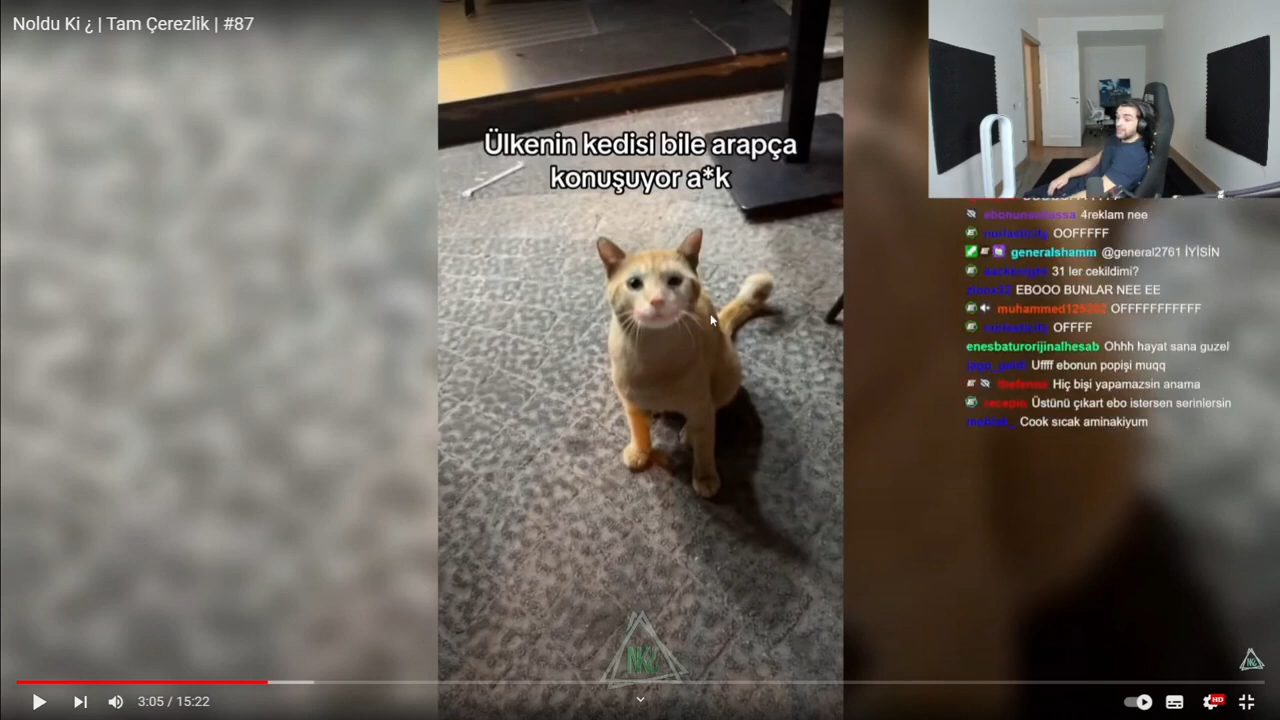 Noldu Ki ¿ | Tam Çerezlik | #87
Ülkenin kedisi bile arapça
konuşuyor a*k
4reklam nee
OOFFFFF
generalshamm @general2761 İYİSİN
31 ler cekildimi?
EBOOO BUNLAR NEE EE
OFFFFFFFFFFF
OFFFF
enesbaturorijinalhesab Ohhh hayat sana guzel
Uffff ebonun popişi muqq
Hiç bişi yapamazsin anama
Üstünü çıkart ebo istersen serinlersin
Cook sıcak aminakiyum
3:05 / 15:22
HD